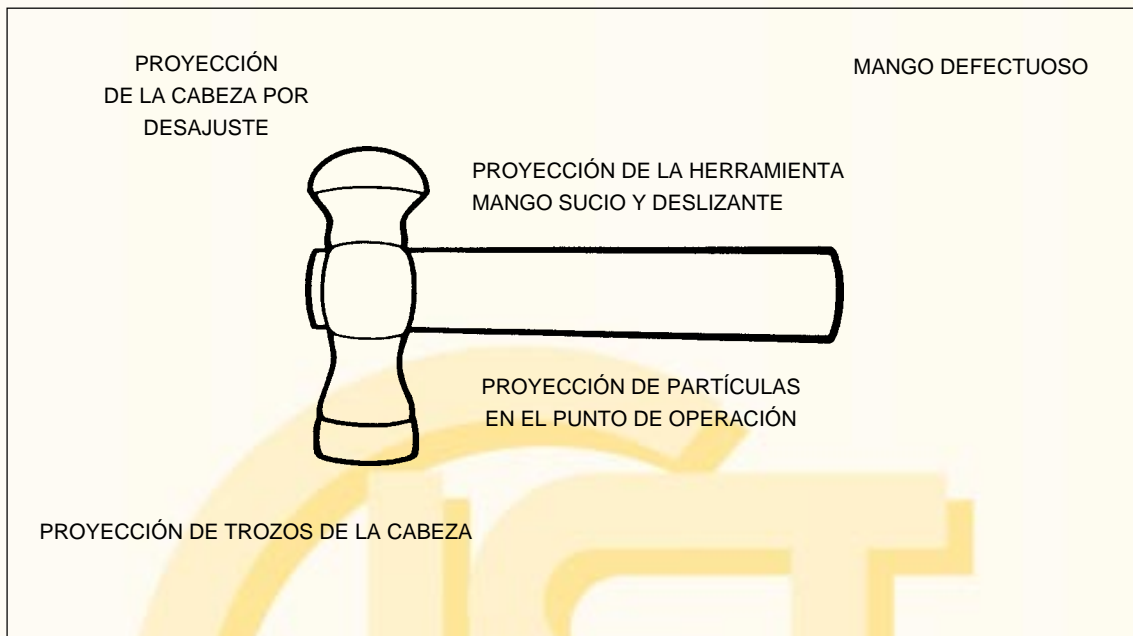 PROYECCIÓN
DE LA CABEZA POR
DESAJUSTE
MANGO DEFECTUOSO
PROYECCIÓN DE LA HERRAMIENTA
MANGO SUCIO Y DESLIZANTE
PROYECCIÓN DE PARTÍCULAS
EN EL PUNTO DE OPERACIÓN
PROYECCIÓN DE TROZOS DE LA CABEZA